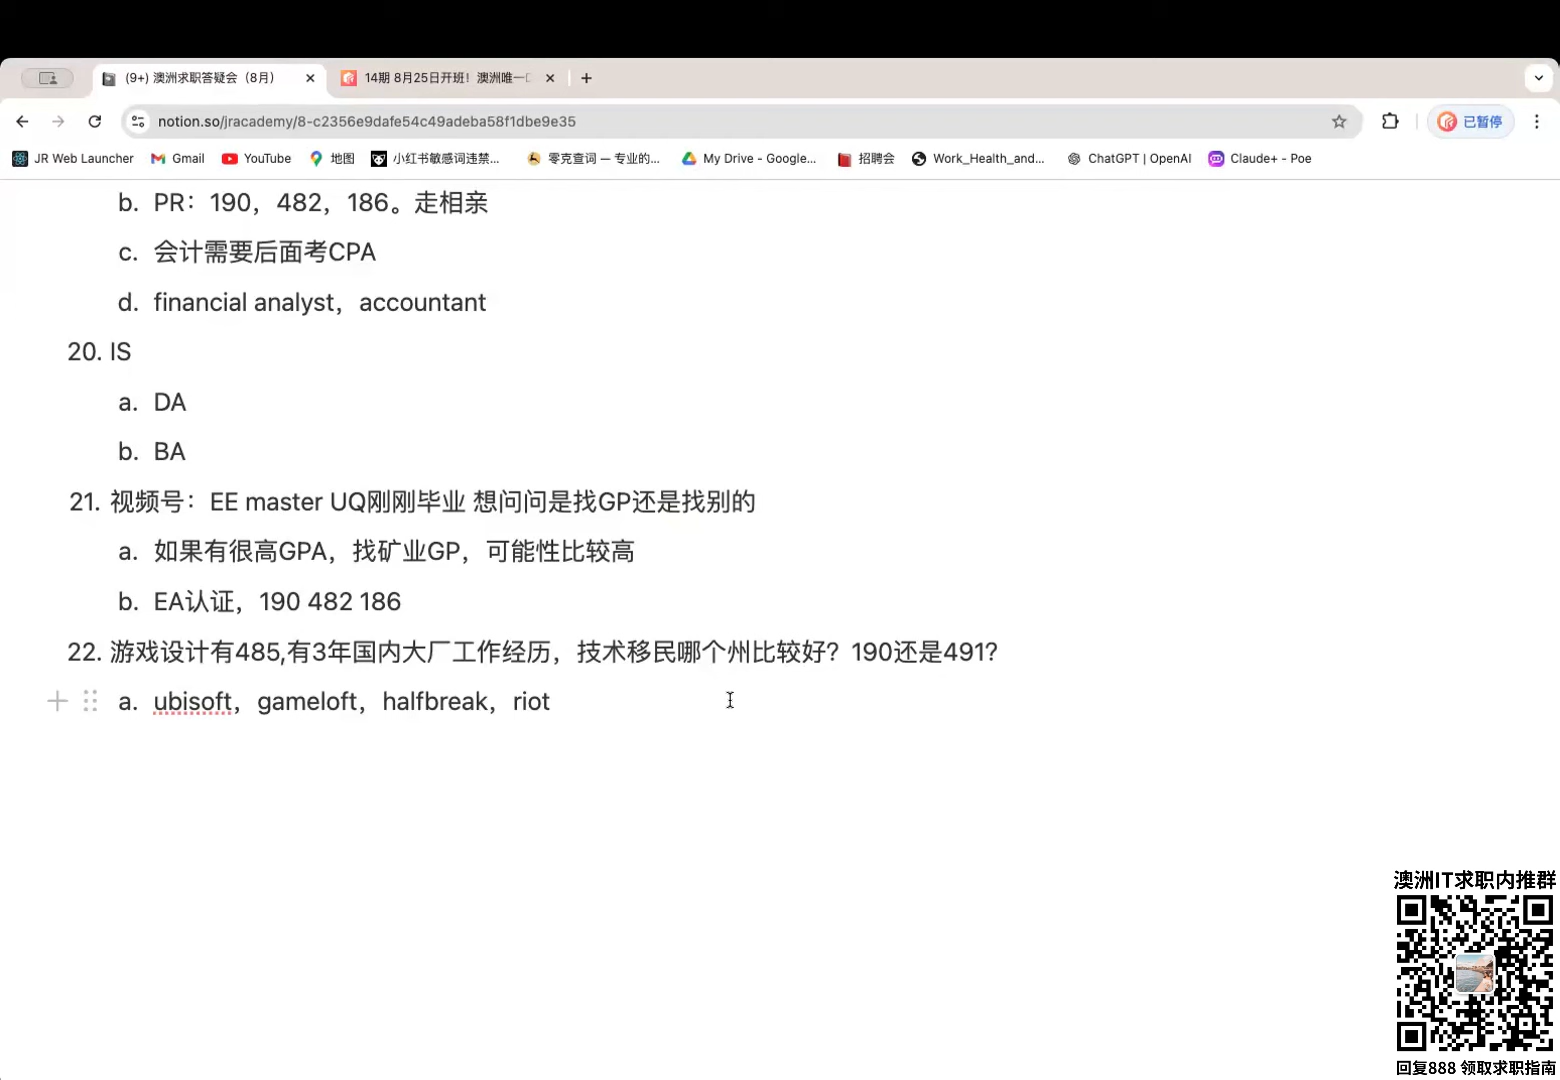 (9+) 澳洲求职答疑会（8月）
14期 8月25日开班！澳洲唯一
notion.so/jracademy/8-c2356e9dafe54c49adeba58f1dbe9e35
已暂停
JR Web Launcher
Gmail
YouTube
地图
小红书敏感词违禁...
零克查词 — 专业的...
My Drive - Google...
招聘会
Work_Health_and...
ChatGPT | OpenAI
Claude+ - Poe
b. PR：190，482，186。走相亲
c. 会计需要后面考CPA
d. financial analyst，accountant
20. IS
a. DA
b. BA
21. 视频号：EE master UQ刚刚毕业 想问问是找GP还是找别的
a. 如果有很高GPA，找矿业GP，可能性比较高
b. EA认证，190 482 186
22. 游戏设计有485,有3年国内大厂工作经历，技术移民哪个州比较好？190还是491?
a. ubisoft，gameloft，halfbreak，riot
澳洲IT求职内推群
回复888 领取求职指南